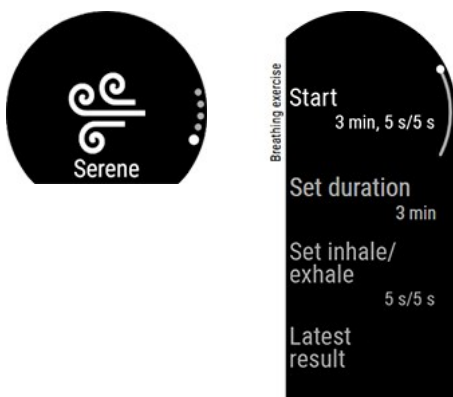 Serene
Breathing exercise
Start
3 min, 5 s/5 s
Set duration
3 min
Set inhale/
exhale
5 s/5 s
Latest
result